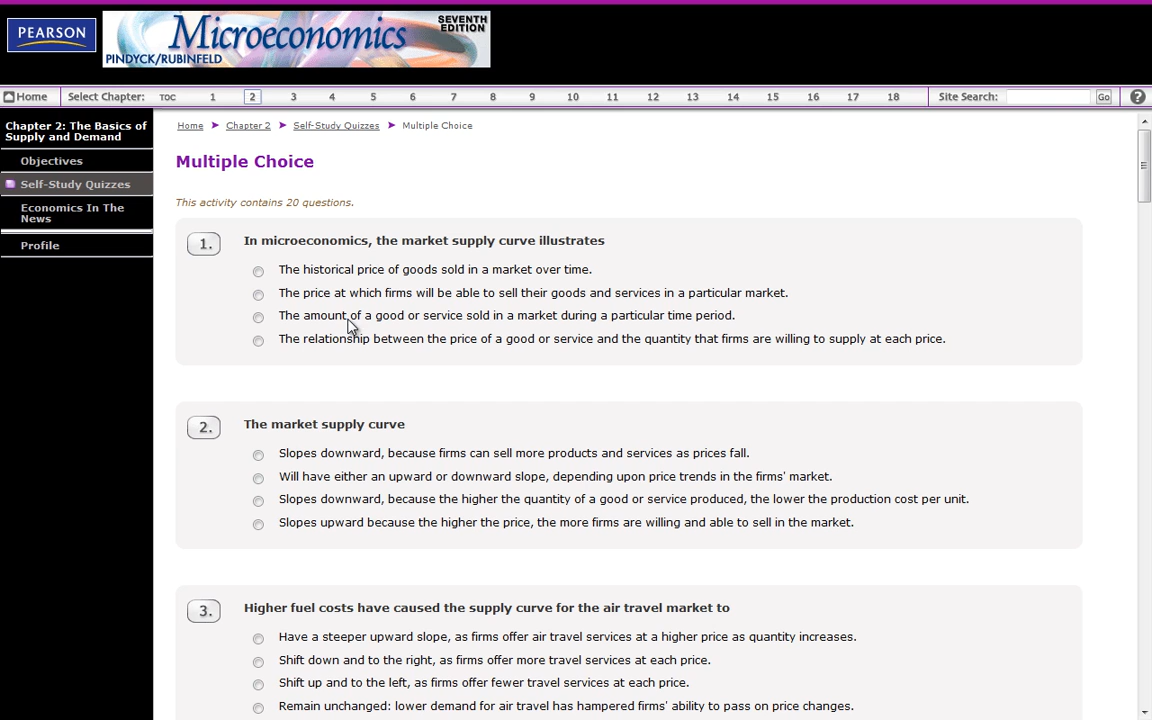 PEARSON
Microeconomics
SEVENTH
EDITION
PINDYCK/RUBINFELD
Home Select Chapter: TOC 1 2 3 4 5 6 7 8 9 10 11 12 13 14 15 16 17 18 Site Search: Go ?
Chapter 2: The Basics of
Supply and Demand
Objectives
Self-Study Quizzes
Economics In The
News
Profile
Home Chapter 2 Self-Study Quizzes Multiple Choice
Multiple Choice
This activity contains 20 questions.
1. In microeconomics, the market supply curve illustrates
The historical price of goods sold in a market over time.
The price at which firms will be able to sell their goods and services in a particular market.
The amount of a good or service sold in a market during a particular time period.
The relationship between the price of a good or service and the quantity that firms are willing to supply at each price.
2. The market supply curve
Slopes downward, because firms can sell more products and services as prices fall.
Will have either an upward or downward slope, depending upon price trends in the firms' market.
Slopes downward, because the higher the quantity of a good or service produced, the lower the production cost per unit.
Slopes upward because the higher the price, the more firms are willing and able to sell in the market.
3. Higher fuel costs have caused the supply curve for the air travel market to
Have a steeper upward slope, as firms offer air travel services at a higher price as quantity increases.
Shift down and to the right, as firms offer more travel services at each price.
Shift up and to the left, as firms offer fewer travel services at each price.
Remain unchanged: lower demand for air travel has hampered firms' ability to pass on price changes.